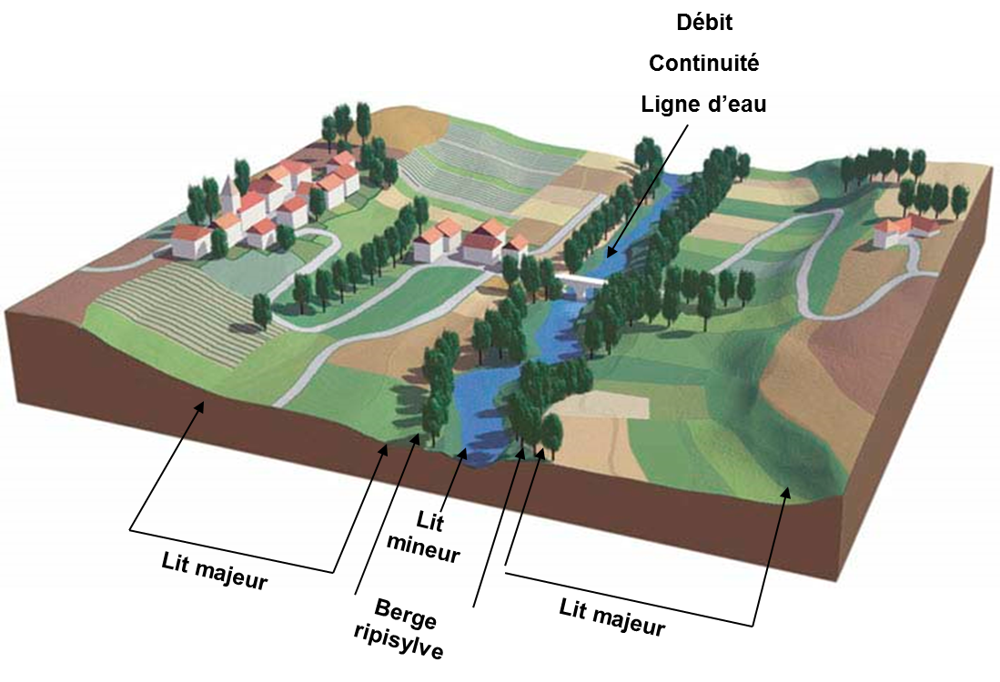 Débit
Continuité
Ligne d’eau
Lit
mineur
Lit majeur
Berge
ripisylve
Lit majeur